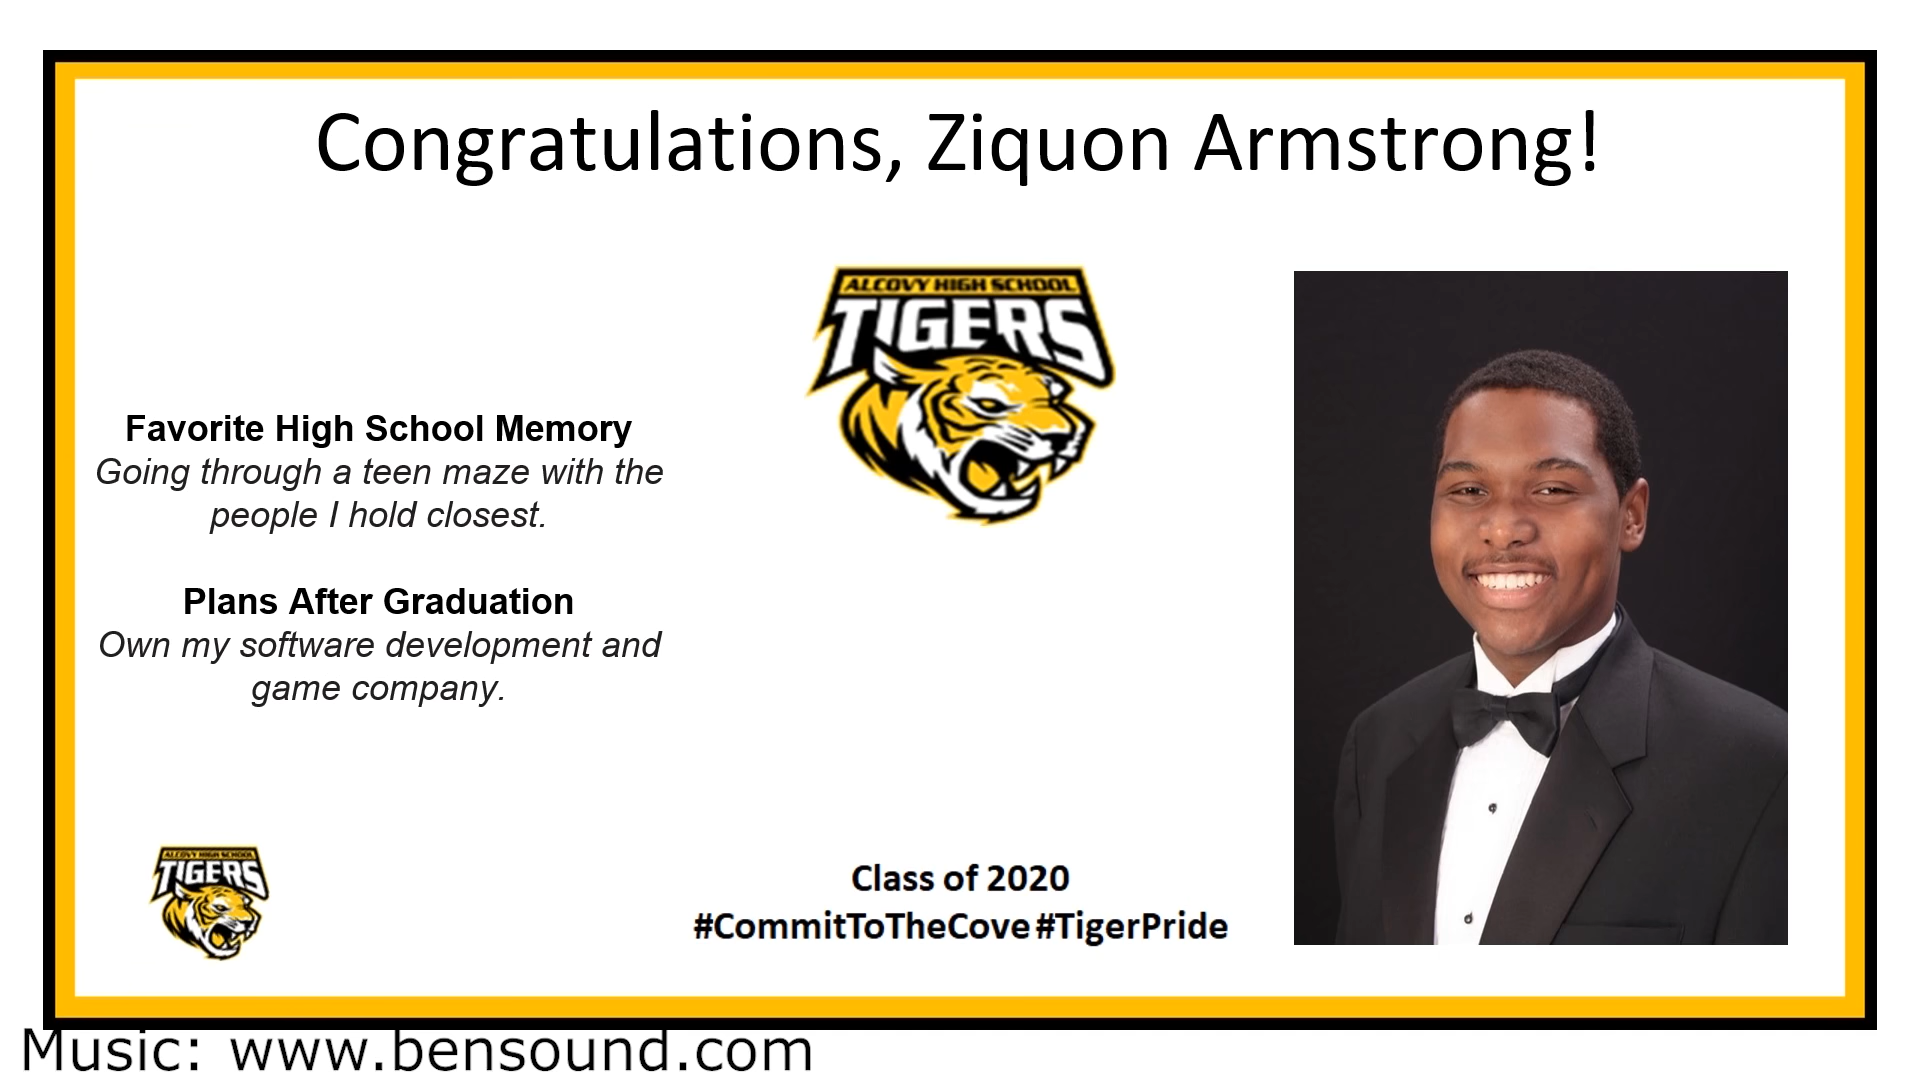 Congratulations, Ziquon Armstrong!
ALCOVY HIGH SCHOOL
TIGERS
Favorite High School Memory
Going through a teen maze with the
people I hold closest.
Plans After Graduation
Own my software development and
game company.
ALCOVY HIGH SCHOOL
TIGERS
Class of 2020
#CommitToTheCove #TigerPride
Music: www.bensound.com